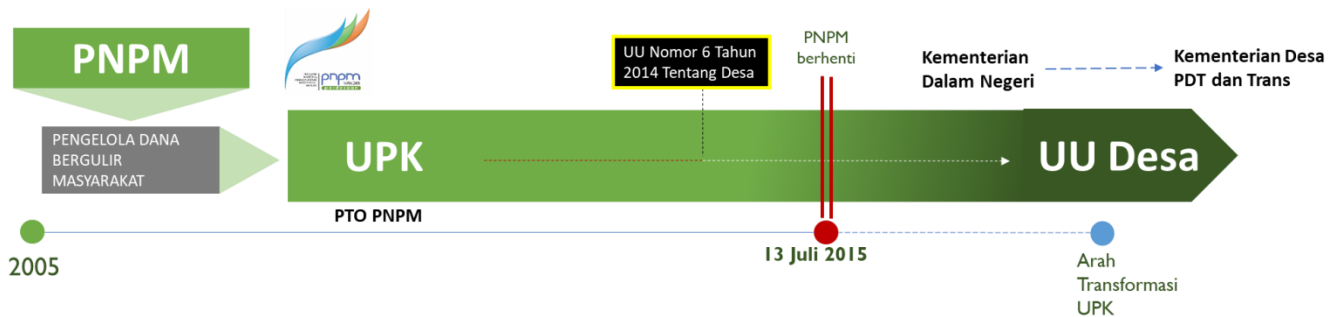 PNPM
pnpm
UU Nomor 6 Tahun
2014 Tentang Desa
PNPM
berhenti
Kementerian
Dalam Negeri
Kementerian Desa
PDT dan Trans
PENGELOLA DANA
BERGULIR
MASYARAKAT
UPK
UU Desa
PTO PNPM
2005
13 Juli 2015
Arah
Transformasi
UPK